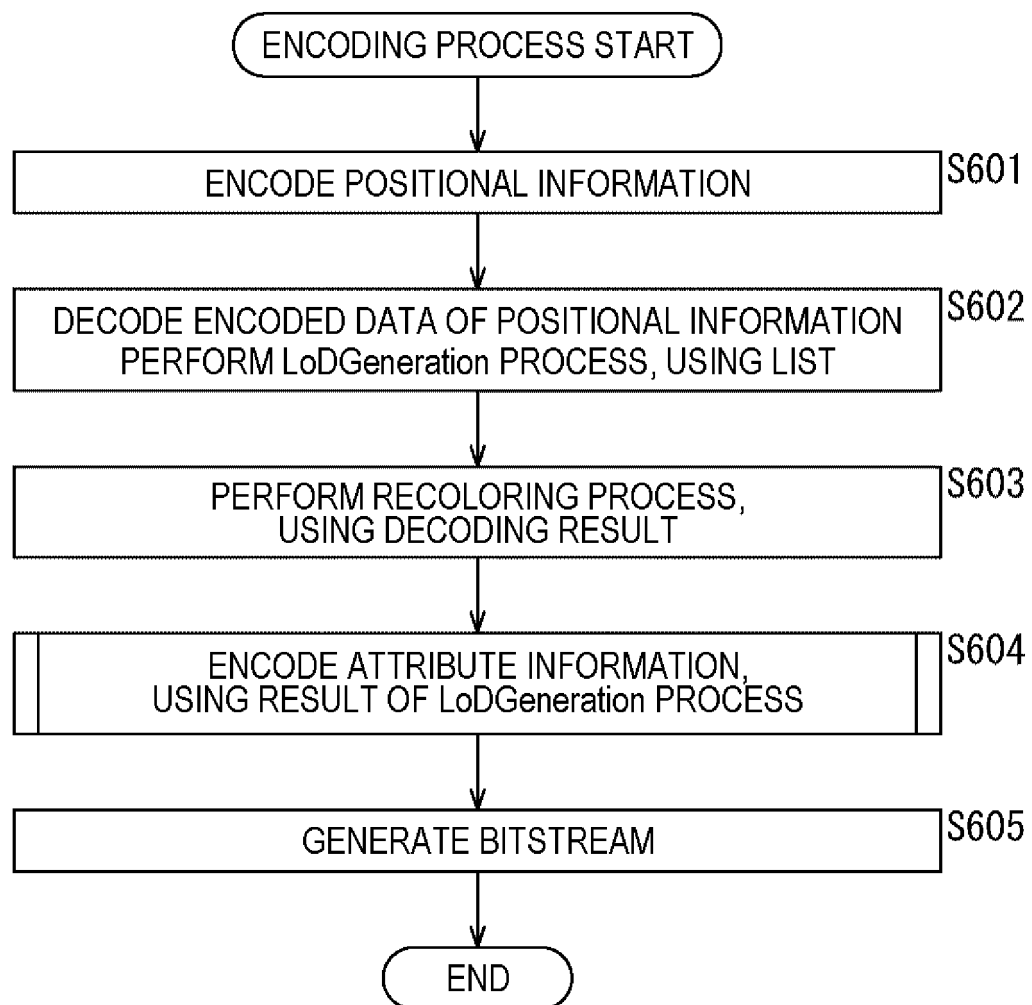 ENCODING PROCESS START
ENCODE POSITIONAL INFORMATION
S601
DECODE ENCODED DATA OF POSITIONAL INFORMATION
PERFORM LoDGeneration PROCESS, USING LIST
S602
PERFORM RECOLORING PROCESS,
USING DECODING RESULT
S603
ENCODE ATTRIBUTE INFORMATION,
USING RESULT OF LoDGeneration PROCESS
S604
GENERATE BITSTREAM
S605
END